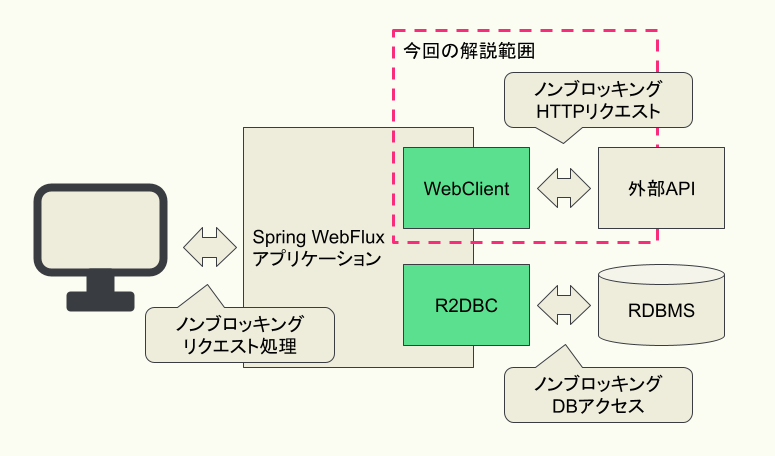 今回の解説範囲
ノンブロッキング
HTTPリクエスト
WebClient
外部API
Spring WebFlux
アプリケーション
R2DBC
RDBMS
ノンブロッキング
リクエスト処理
ノンブロッキング
DBアクセス